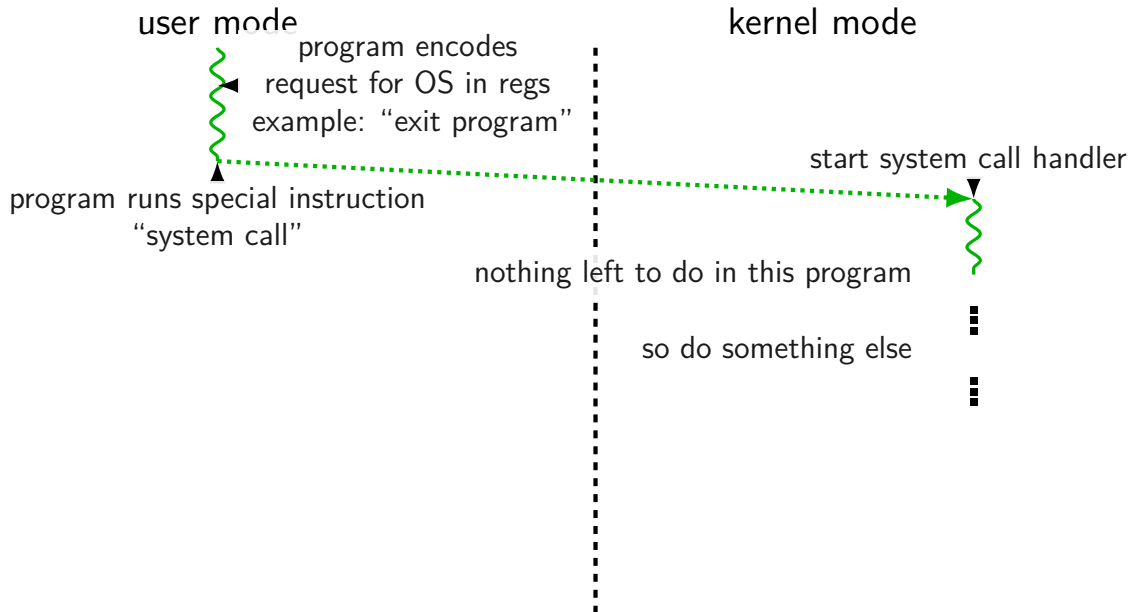 user mode
kernel mode
program encodes
request for OS in regs
example: “exit program”
start system call handler
program runs special instruction
“system call”
nothing left to do in this program
so do something else